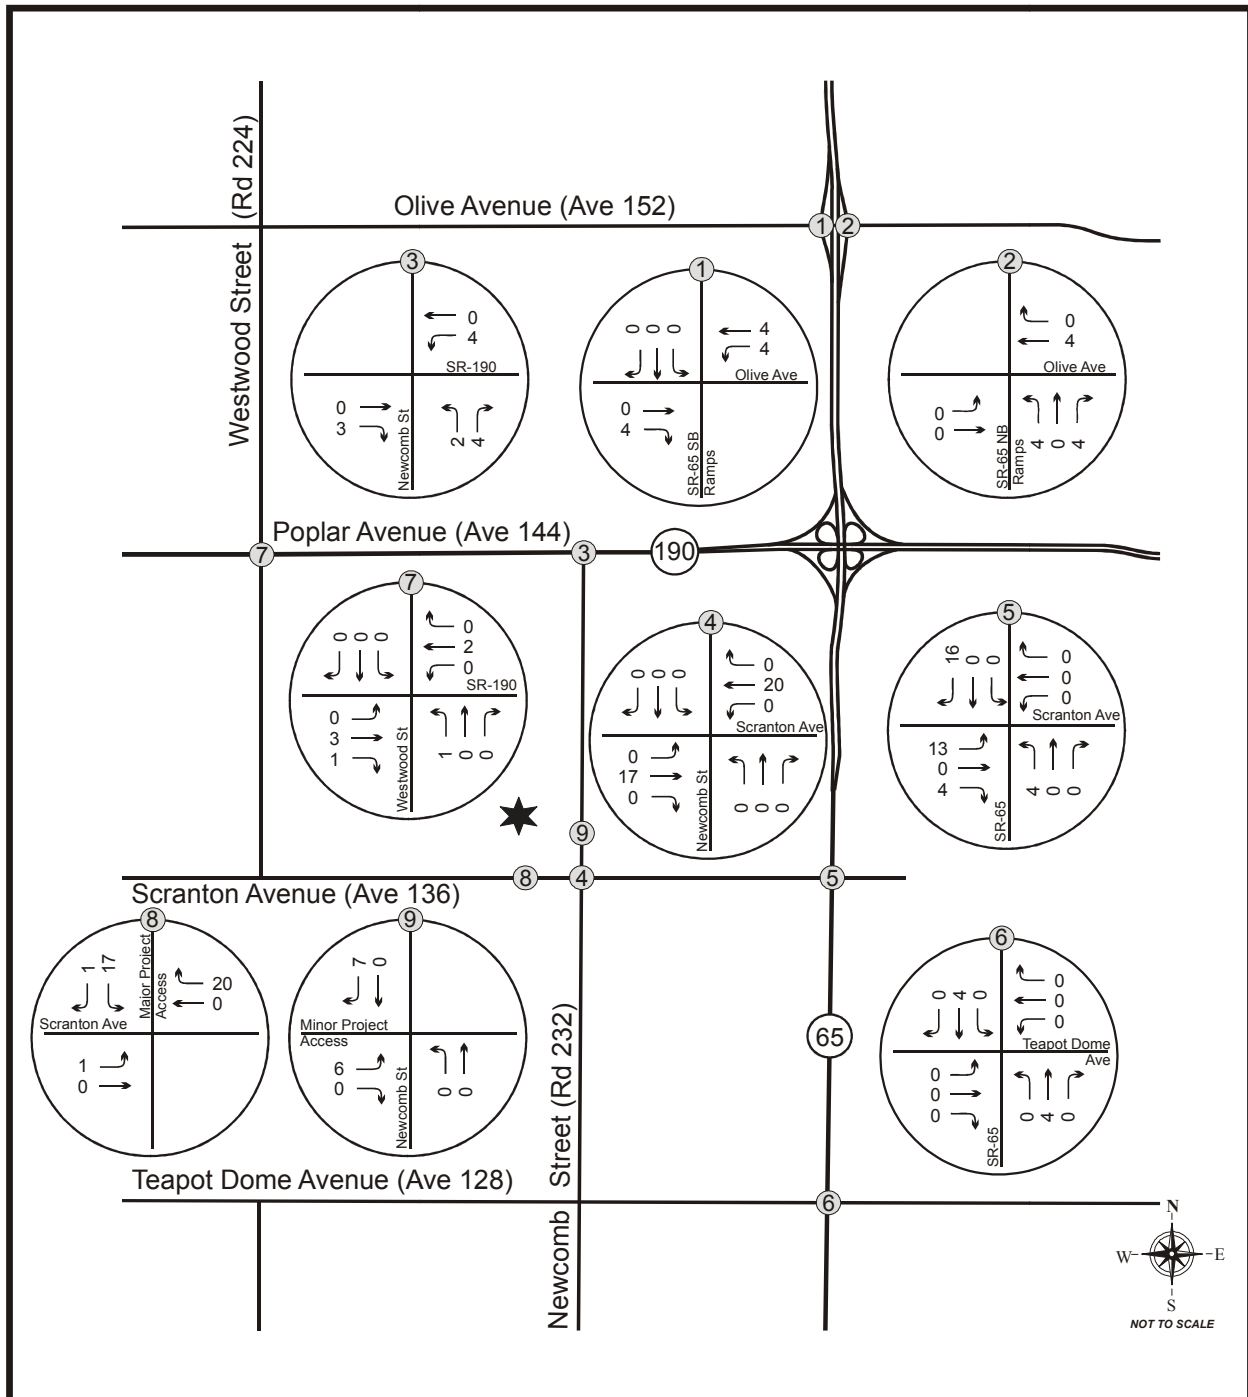 Westwood Street (Rd 224)
Olive Avenue (Ave 152)
1
2
3
0
4
SR-190
0
3
Newcomb St
2
4
1
0
0
0
4
4
Olive Ave
0
4
SR-65 SB
Ramps
2
0
4
Olive Ave
0
0
SR-65 NB
Ramps
4
0
4
Poplar Avenue (Ave 144)
7
3
190
7
0
0
0
0
2
0
SR-190
0
3
1
Westwood St
1
0
0
4
0
0
0
0
20
0
Scranton Ave
0
17
0
Newcomb St
0
0
0
5
16
0
0
0
0
0
Scranton Ave
13
0
4
SR-65
4
0
0
9
8
4
5
Scranton Avenue (Ave 136)
8
1
17
Major Project
Access
20
0
Scranton Ave
1
0
9
7
0
Minor Project
Access
6
0
Newcomb St
0
0
Newcomb Street (Rd 232)
65
6
0
4
0
0
0
0
Teapot Dome
Ave
0
0
0
SR-65
0
4
0
Teapot Dome Avenue (Ave 128)
6
N
W
E
S
NOT TO SCALE